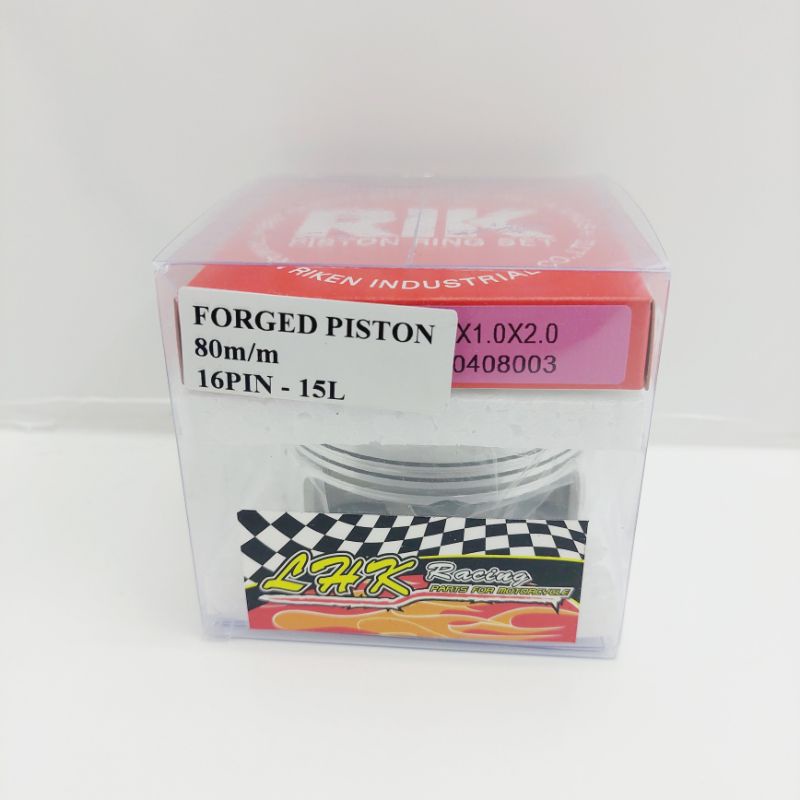 RIK
PISTON RING SET
RIKEN INDUSTRIAL CO.,LTD.
FORGED PISTON
80m/m
16PIN - 15L
X1.0X2.0
0408003
LHK Racing
PARTS FOR MOTORCYCLE